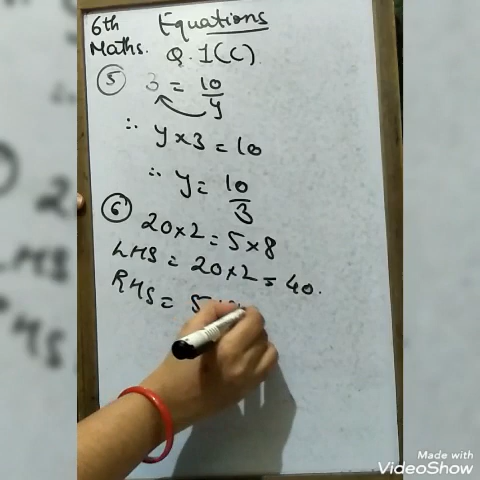 6th Equations
Maths. Q.1(C)
⑤ 3 = 10/y
∴ y×3 = 10
∴ y = 10/3
⑥ 20×2 = 5×8
LHS = 20×2 = 40.
RHS = 5
Made with
VideoShow